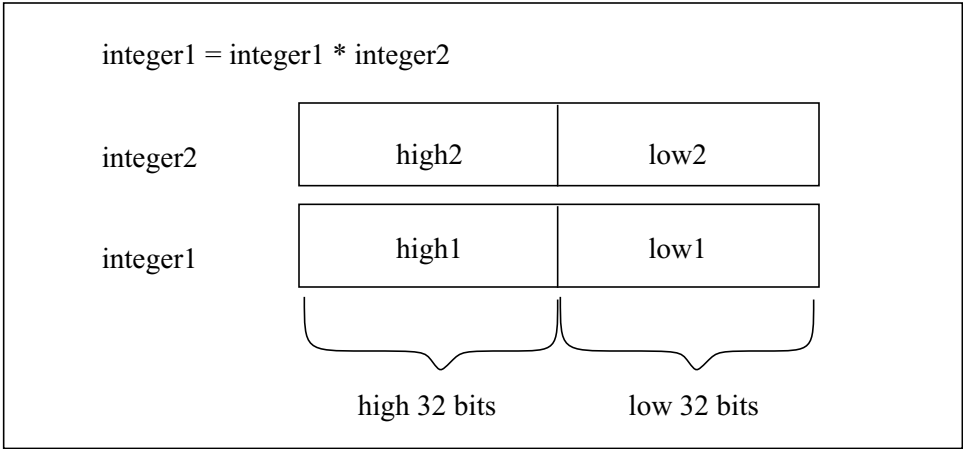 integer1 = integer1 * integer2
integer2 high2 low2
integer1 high1 low1
high 32 bits low 32 bits